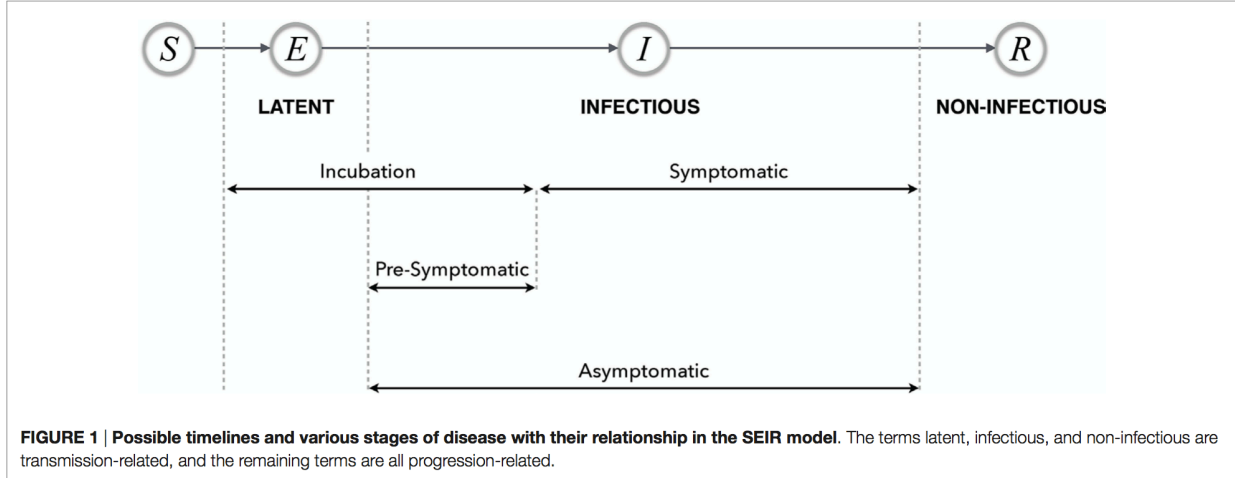 S E I R
LATENT INFECTIOUS NON-INFECTIOUS
Incubation Symptomatic
Pre-Symptomatic
Asymptomatic
FIGURE 1 | Possible timelines and various stages of disease with their relationship in the SEIR model. The terms latent, infectious, and non-infectious are
transmission-related, and the remaining terms are all progression-related.